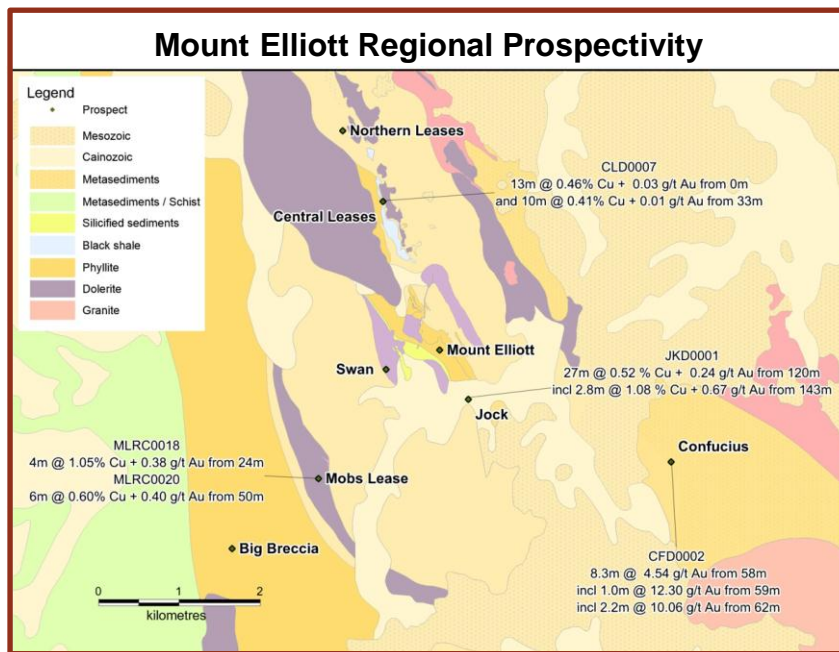 Mount Elliott Regional Prospectivity
Legend
Prospect
Mesozoic
Cainozoic
Metasediments
Metasediments / Schist
Silicified sediments
Black shale
Phyllite
Dolerite
Granite
Northern Leases
CLD0007
13m @ 0.46% Cu + 0.03 g/t Au from 0m
and 10m @ 0.41% Cu + 0.01 g/t Au from 33m
Central Leases
Mount Elliott
Swan
JKD0001
27m @ 0.52 % Cu + 0.24 g/t Au from 120m
incl 2.8m @ 1.08 % Cu + 0.67 g/t Au from 143m
Jock
Confucius
MLRC0018
4m @ 1.05% Cu + 0.38 g/t Au from 24m
MLRC0020
6m @ 0.60% Cu + 0.40 g/t Au from 50m
Mobs Lease
Big Breccia
CFD0002
8.3m @ 4.54 g/t Au from 58m
incl 1.0m @ 12.30 g/t Au from 59m
incl 2.2m @ 10.06 g/t Au from 62m
0 1 2
kilometres